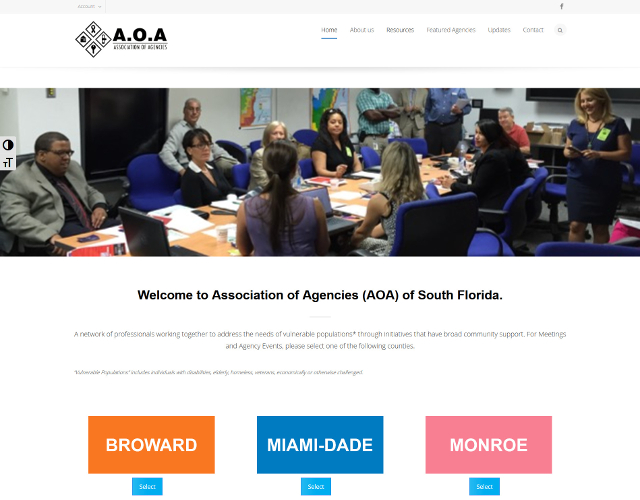 Account
A.O.A
ASSOCIATION OF AGENCIES
Home About us Resources Featured Agencies Updates Contact
Welcome to Association of Agencies (AOA) of South Florida.
A network of professionals working together to address the needs of vulnerable populations* through initiatives that have broad community support. For Meetings
and Agency Events, please select one of the following counties.
"Vulnerable Populations" includes individuals with disabilities, elderly, homeless, veterans, economically or otherwise challenged.
BROWARD MIAMI-DADE MONROE
Select Select Select